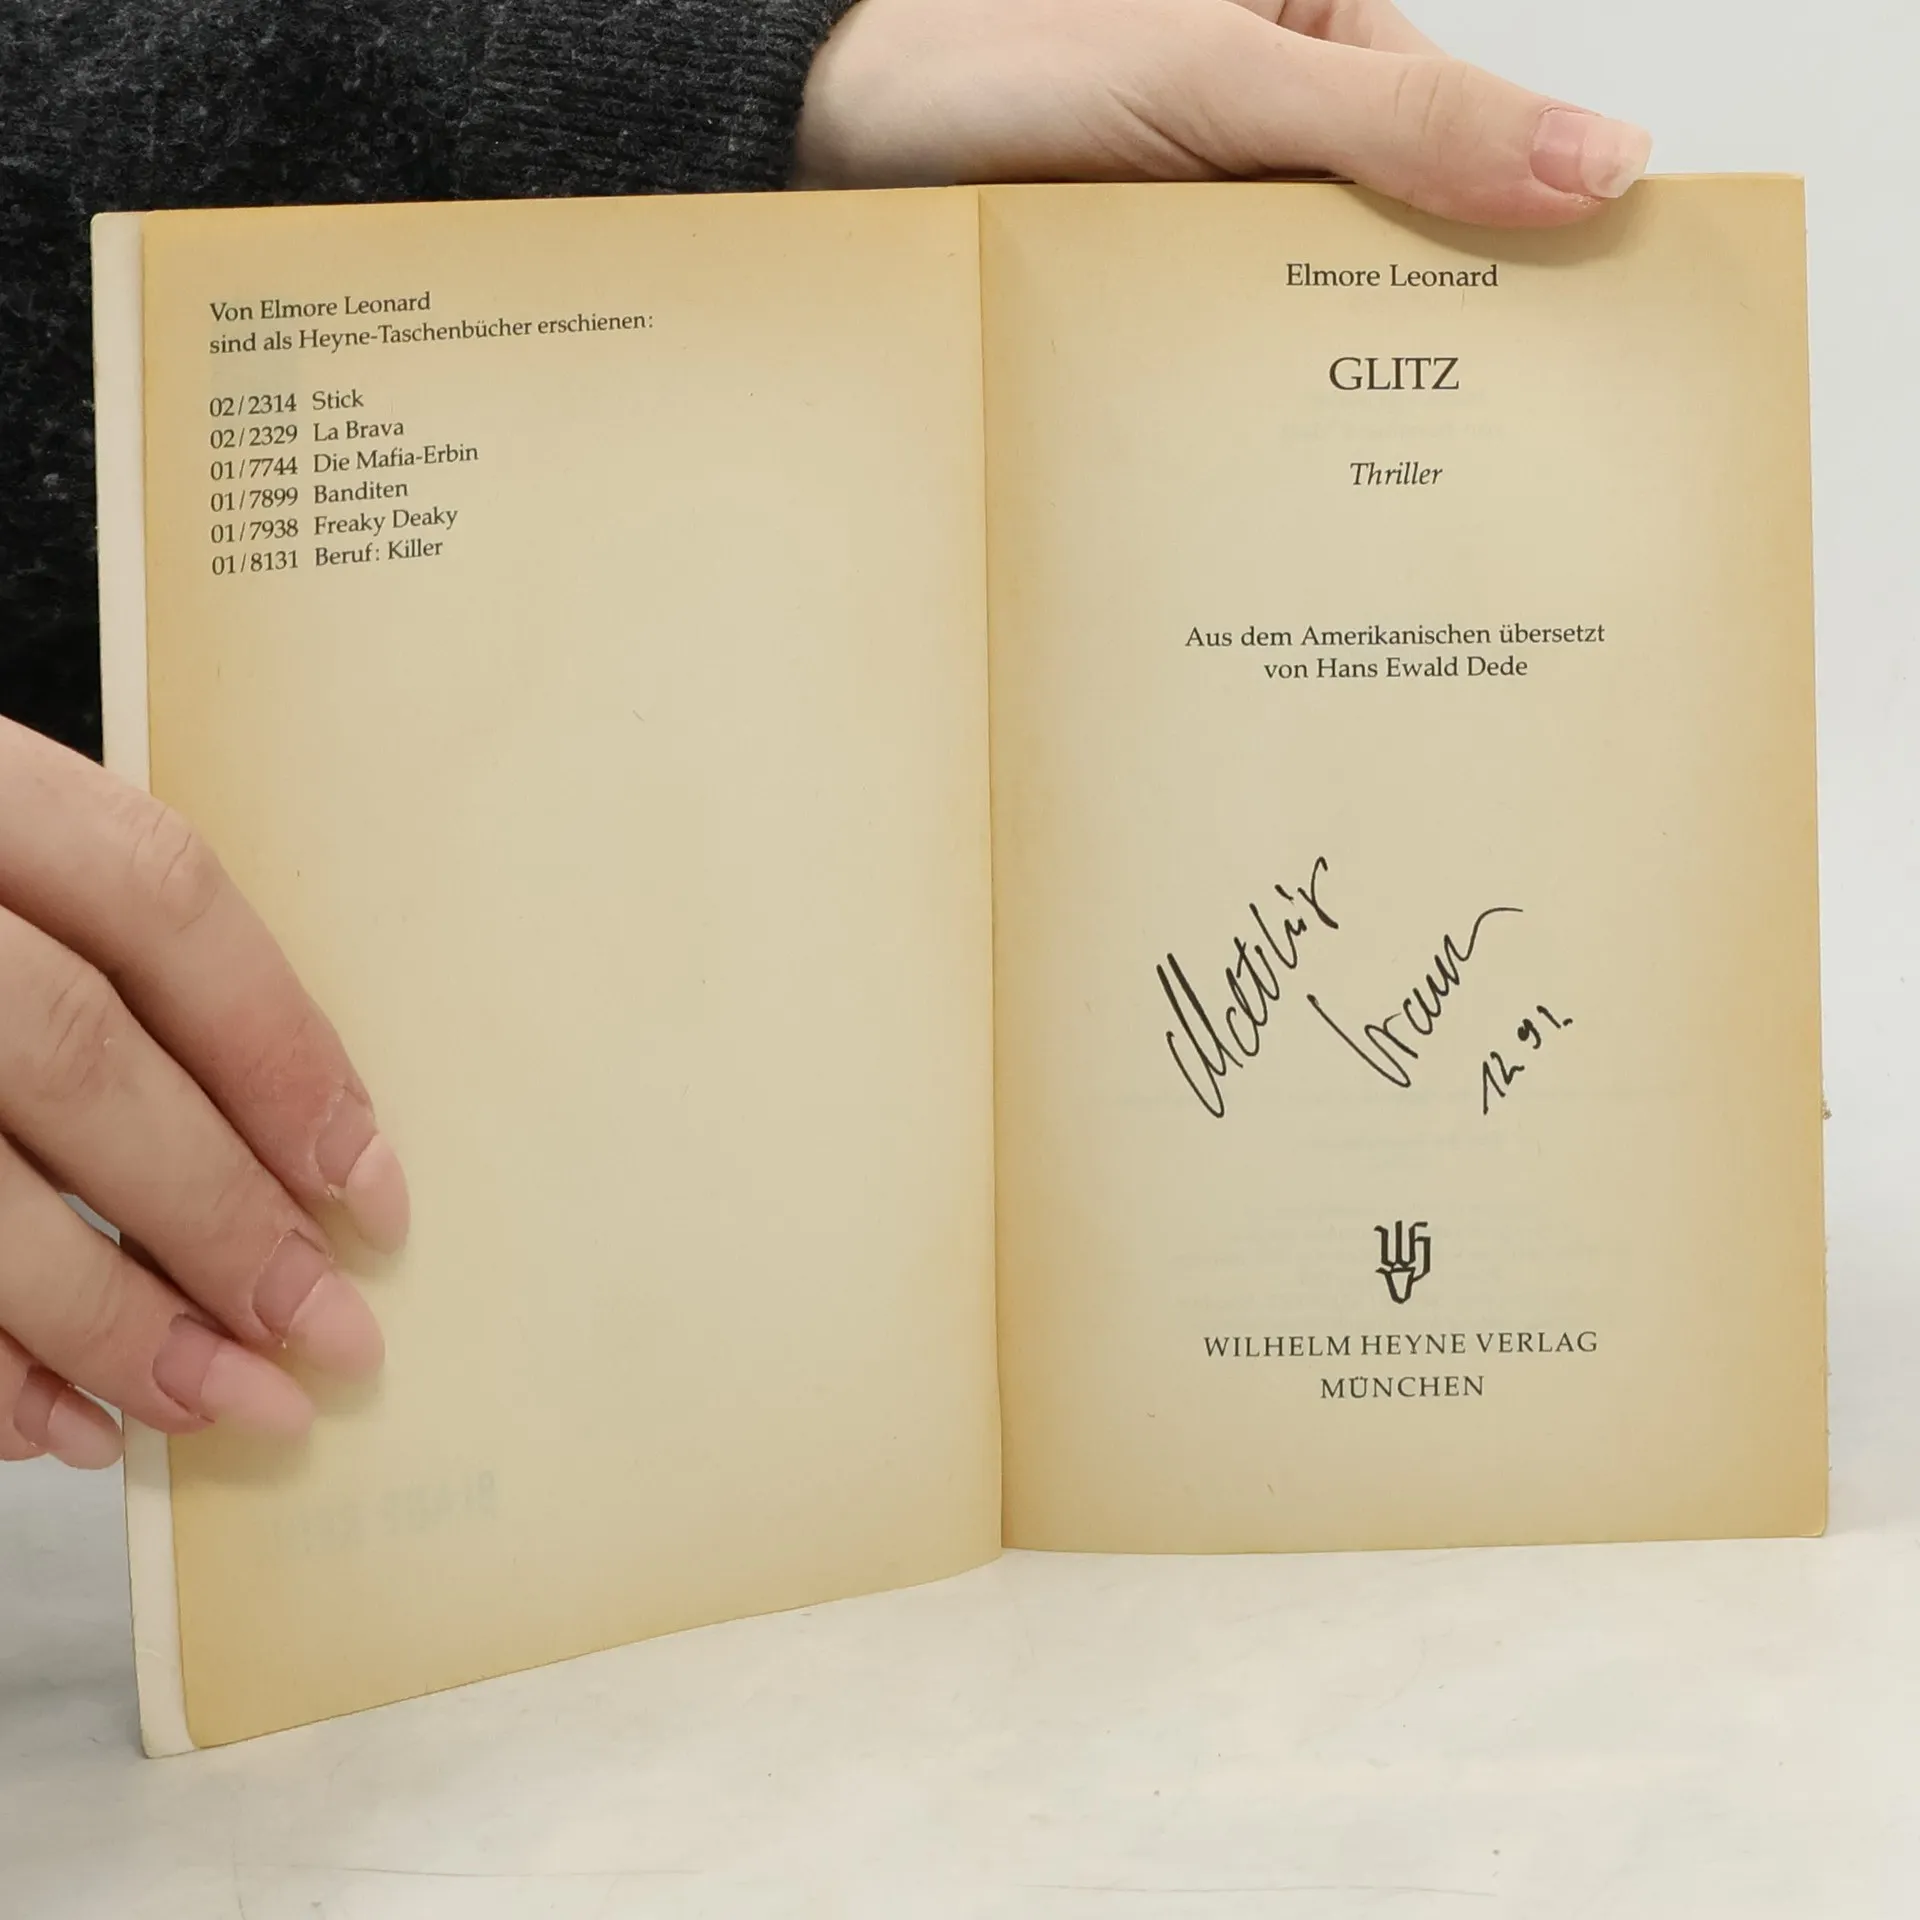 Von Elmore Leonard
sind als Heyne-Taschenbücher erschienen:
02/2314 Stick
02/2329 La Brava
01/7744 Die Mafia-Erbin
01/7899 Banditen
01/7938 Freaky Deaky
01/8131 Beruf: Killer
Elmore Leonard
GLITZ
Thriller
Aus dem Amerikanischen übersetzt
von Hans Ewald Dede
WILHELM HEYNE VERLAG
MÜNCHEN